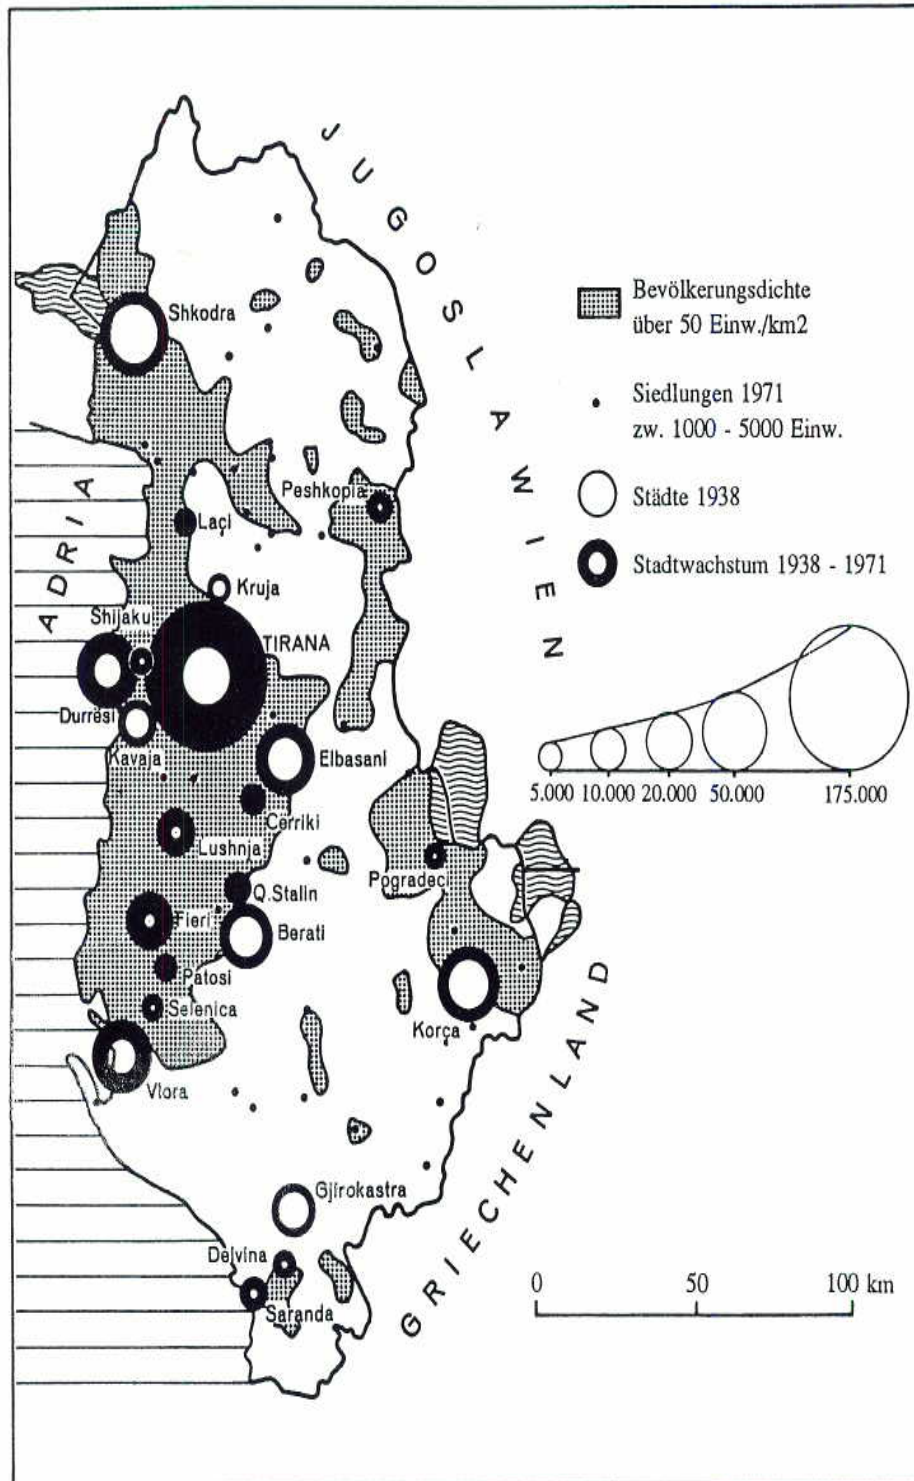 JUGOSLAWIEN
ADRIA
GRIECHENLAND
Shkodra
Peshkopia
Laçi
Kruja
Shijaku
TIRANA
Durrësi
Kavaja
Elbasani
Cërriki
Lushnja
Pogradeci
Q.Stalin
Fieri
Berati
Patosi
Selenica
Korça
Vlora
Gjirokastra
Delvina
Saranda
Bevölkerungsdichte
über 50 Einw./km2
Siedlungen 1971
zw. 1000 - 5000 Einw.
Städte 1938
Stadtwachstum 1938 - 1971
5.000 10.000 20.000 50.000 175.000
0 50 100 km